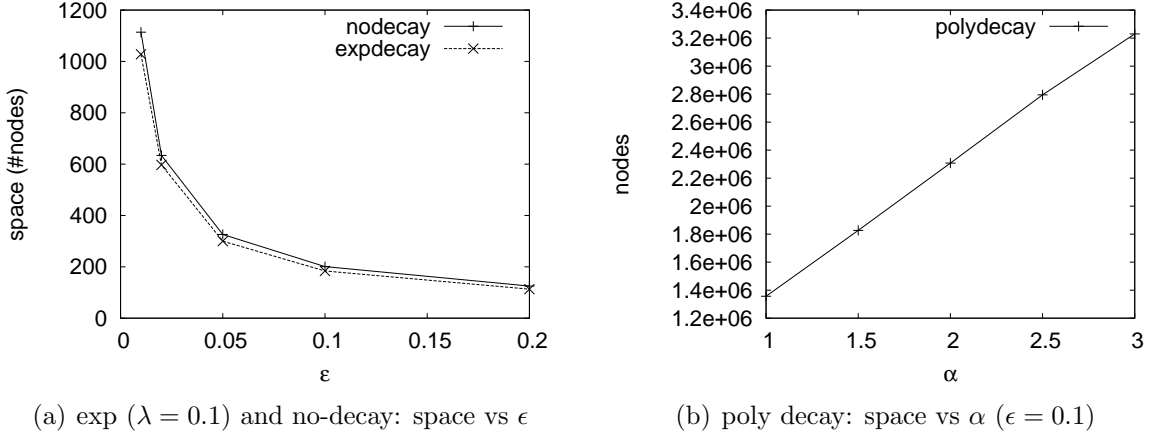 1200
1000
800
600
400
200
0
space (#nodes)
nodecay
expdecay
0
0.05
0.1
0.15
0.2
ε
(a) exp (λ = 0.1) and no-decay: space vs ϵ
3.4e+06
3.2e+06
3e+06
2.8e+06
2.6e+06
2.4e+06
2.2e+06
2e+06
1.8e+06
1.6e+06
1.4e+06
1.2e+06
nodes
polydecay
1
1.5
2
2.5
3
α
(b) poly decay: space vs α (ϵ = 0.1)